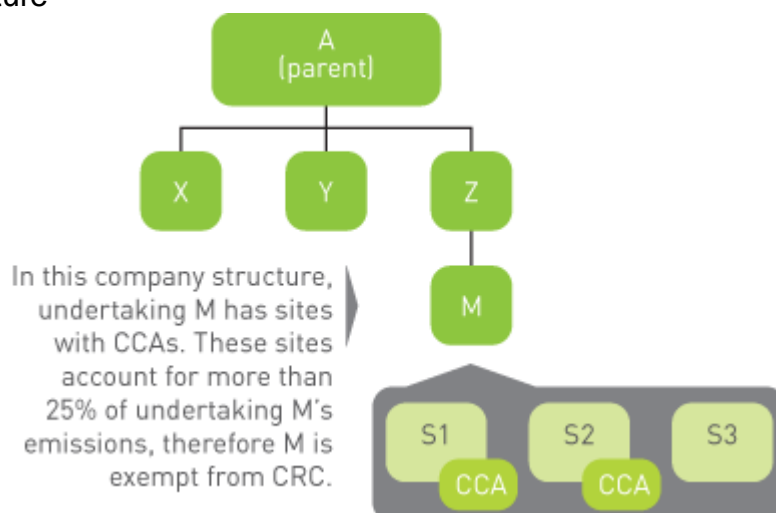 A
(parent)
X
Y
Z
In this company structure,
undertaking M has sites
with CCAs. These sites
account for more than
25% of undertaking M's
emissions, therefore M is
exempt from CRC.
M
S1
S2
S3
CCA
CCA